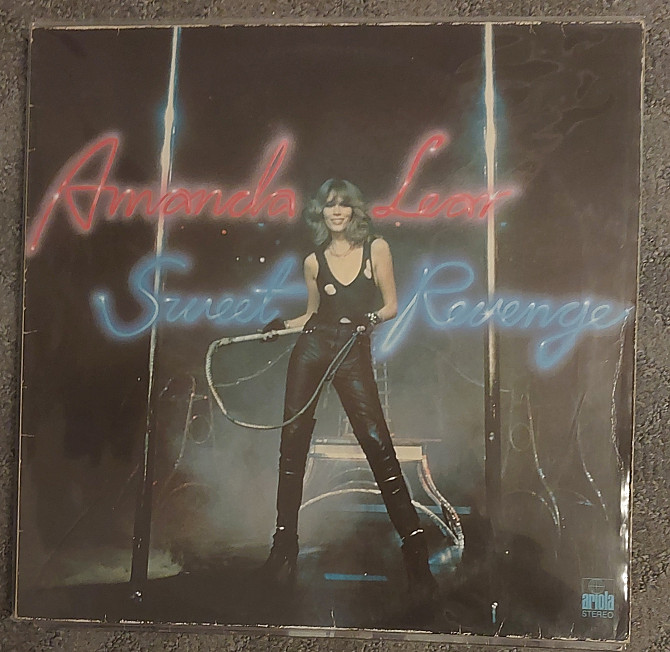 Amanda Lear
Sweet Revenge
ariola
STEREO